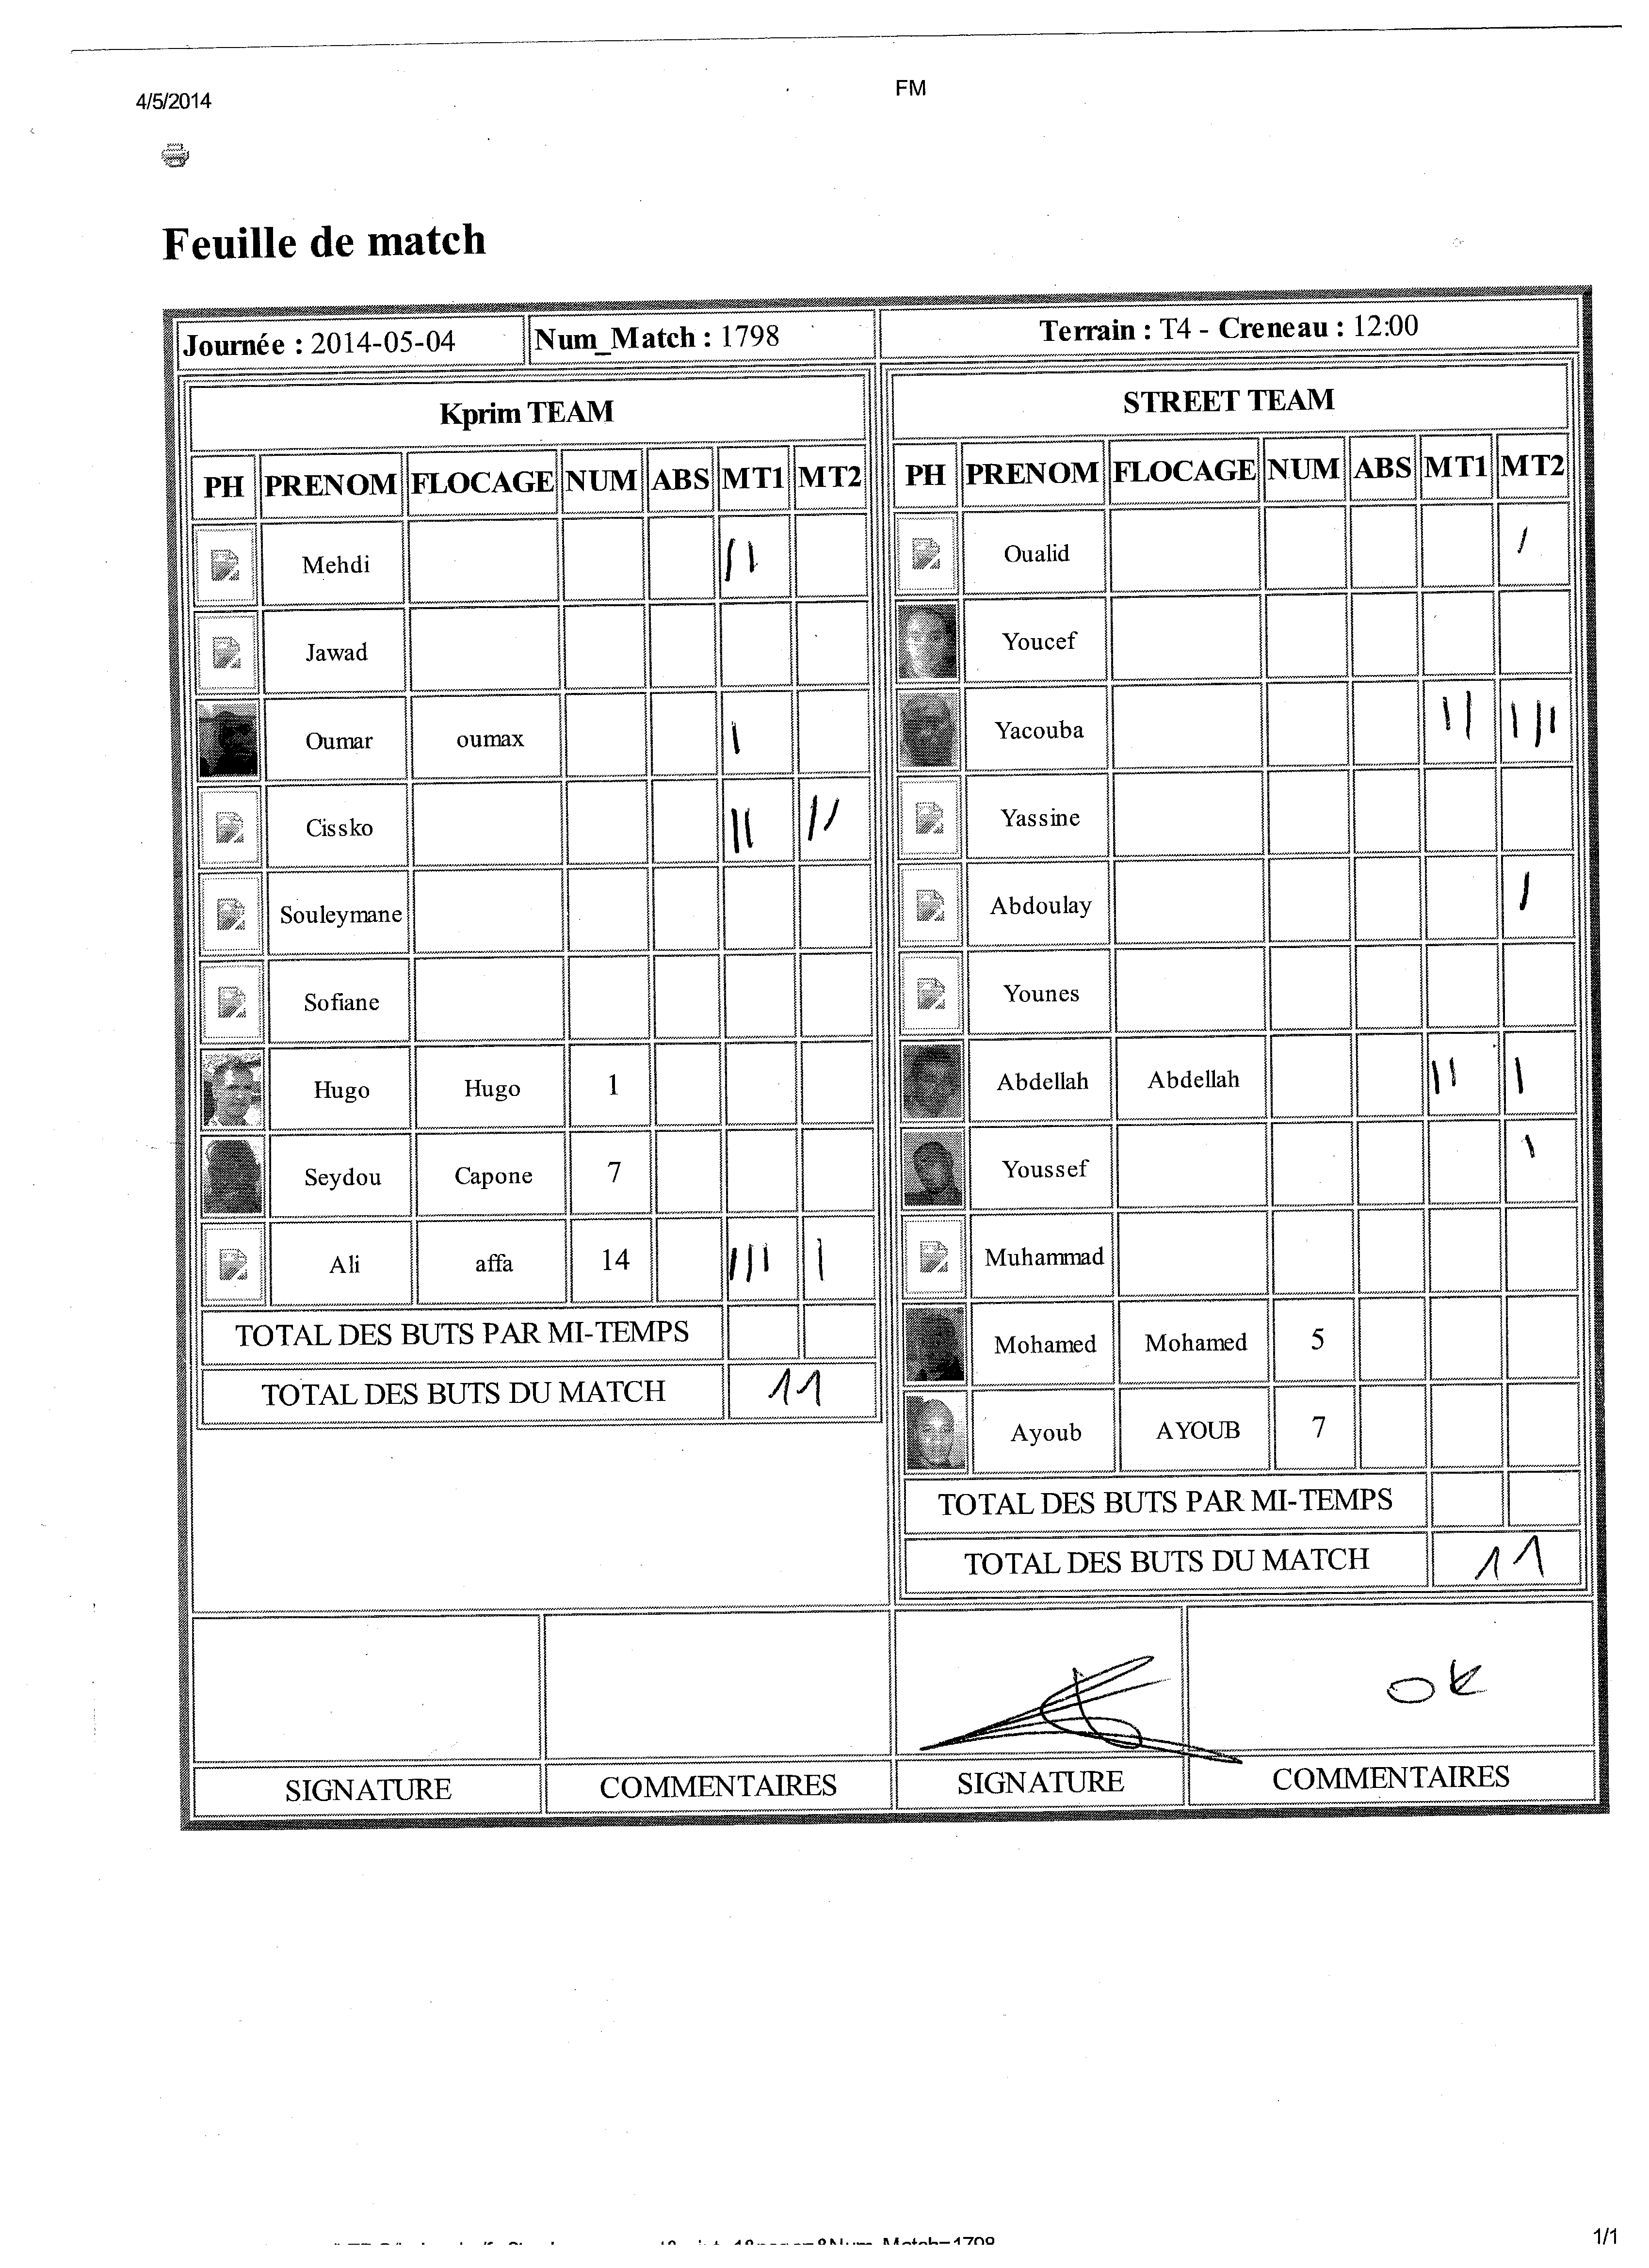 4/5/2014
FM
Feuille de match
Journée : 2014-05-04 Num_Match : 1798 Terrain : T4 - Creneau : 12:00
Kprim TEAM
PH PRENOM FLOCAGE NUM ABS MT1 MT2
Mehdi II
Jawad
Oumar oumax I
Cissko II II
Souleymane
Sofiane
Hugo Hugo 1
Seydou Capone 7
Ali affa 14 III I
TOTAL DES BUTS PAR MI-TEMPS
TOTAL DES BUTS DU MATCH 11
STREET TEAM
PH PRENOM FLOCAGE NUM ABS MT1 MT2
Oualid I
Youcef
Yacouba II III
Yassine
Abdoulay I
Younes
Abdellah Abdellah II I
Youssef I
Muhammad
Mohamed Mohamed 5
Ayoub AYOUB 7
TOTAL DES BUTS PAR MI-TEMPS
TOTAL DES BUTS DU MATCH 11
OK
SIGNATURE COMMENTAIRES SIGNATURE COMMENTAIRES
Num_Match=1798
1/1